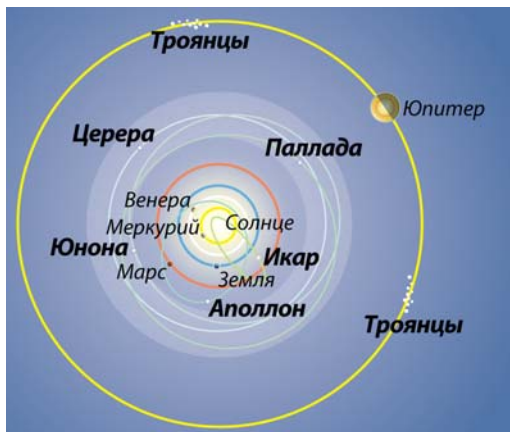 Троянцы
Юпитер
Церера
Паллада
Венера
Меркурий
Солнце
Юнона
Икар
Марс
Земля
Аполлон
Троянцы